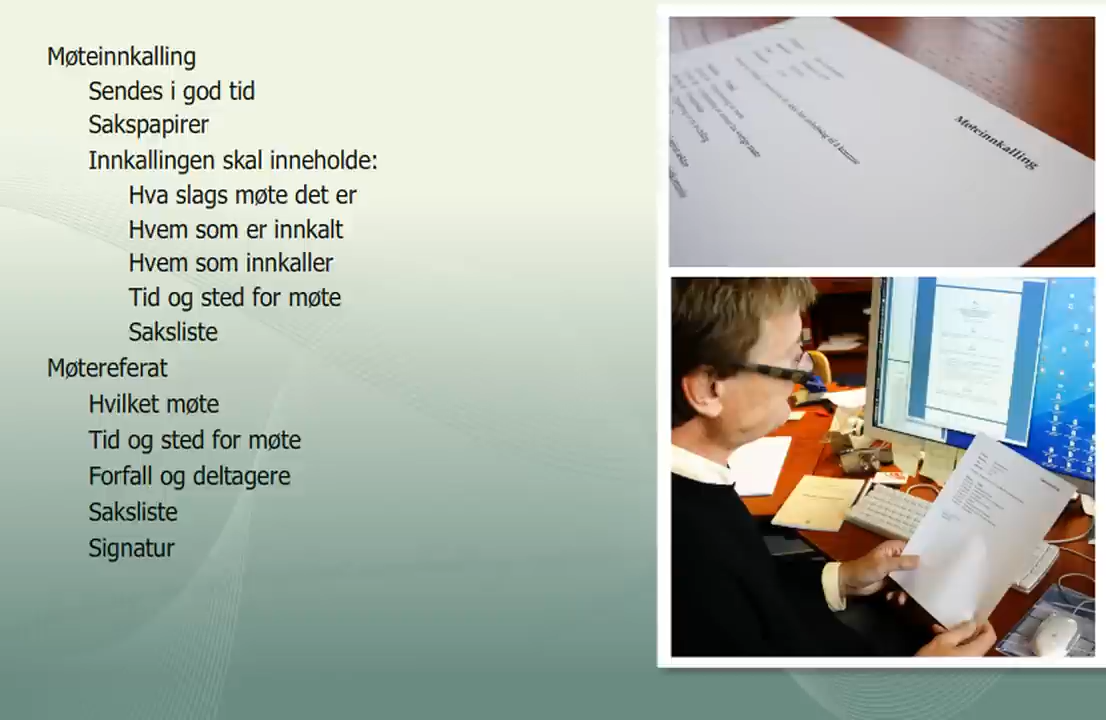 Møteinnkalling
Sendes i god tid
Sakspapirer
Innkallingen skal inneholde:
Hva slags møte det er
Hvem som er innkalt
Hvem som innkaller
Tid og sted for møte
Saksliste
Møtereferat
Hvilket møte
Tid og sted for møte
Forfall og deltagere
Saksliste
Signatur
Møteinnkalling